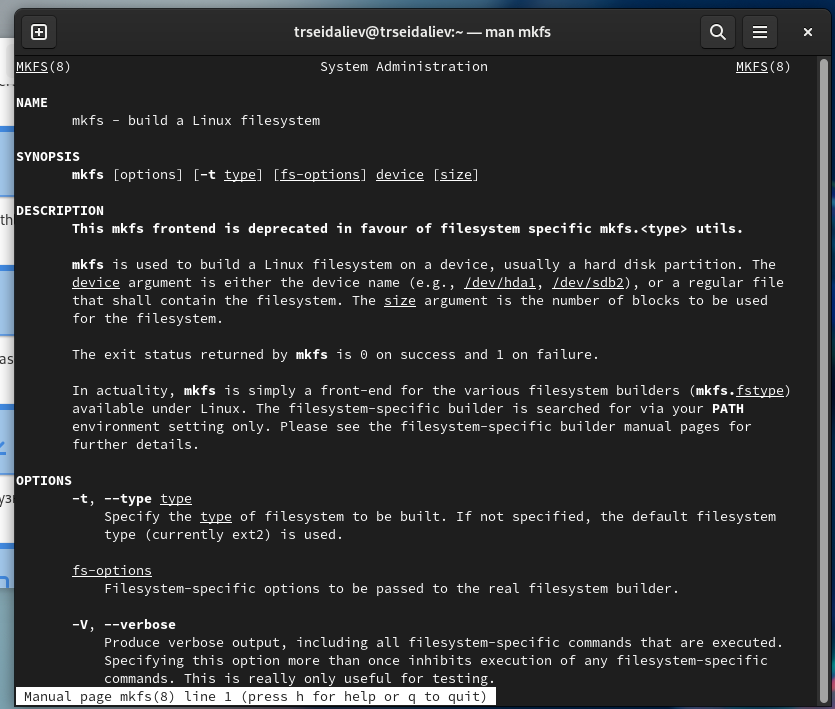 trseidaliev@trseidaliev:~ — man mkfs
MKFS(8) System Administration MKFS(8)
NAME
mkfs - build a Linux filesystem
SYNOPSIS
mkfs [options] [-t type] [fs-options] device [size]
DESCRIPTION
This mkfs frontend is deprecated in favour of filesystem specific mkfs.<type> utils.
mkfs is used to build a Linux filesystem on a device, usually a hard disk partition. The
device argument is either the device name (e.g., /dev/hda1, /dev/sdb2), or a regular file
that shall contain the filesystem. The size argument is the number of blocks to be used
for the filesystem.
The exit status returned by mkfs is 0 on success and 1 on failure.
In actuality, mkfs is simply a front-end for the various filesystem builders (mkfs.fstype)
available under Linux. The filesystem-specific builder is searched for via your PATH
environment setting only. Please see the filesystem-specific builder manual pages for
further details.
OPTIONS
-t, --type type
Specify the type of filesystem to be built. If not specified, the default filesystem
type (currently ext2) is used.
fs-options
Filesystem-specific options to be passed to the real filesystem builder.
-V, --verbose
Produce verbose output, including all filesystem-specific commands that are executed.
Specifying this option more than once inhibits execution of any filesystem-specific
commands. This is really only useful for testing.
Manual page mkfs(8) line 1 (press h for help or q to quit)